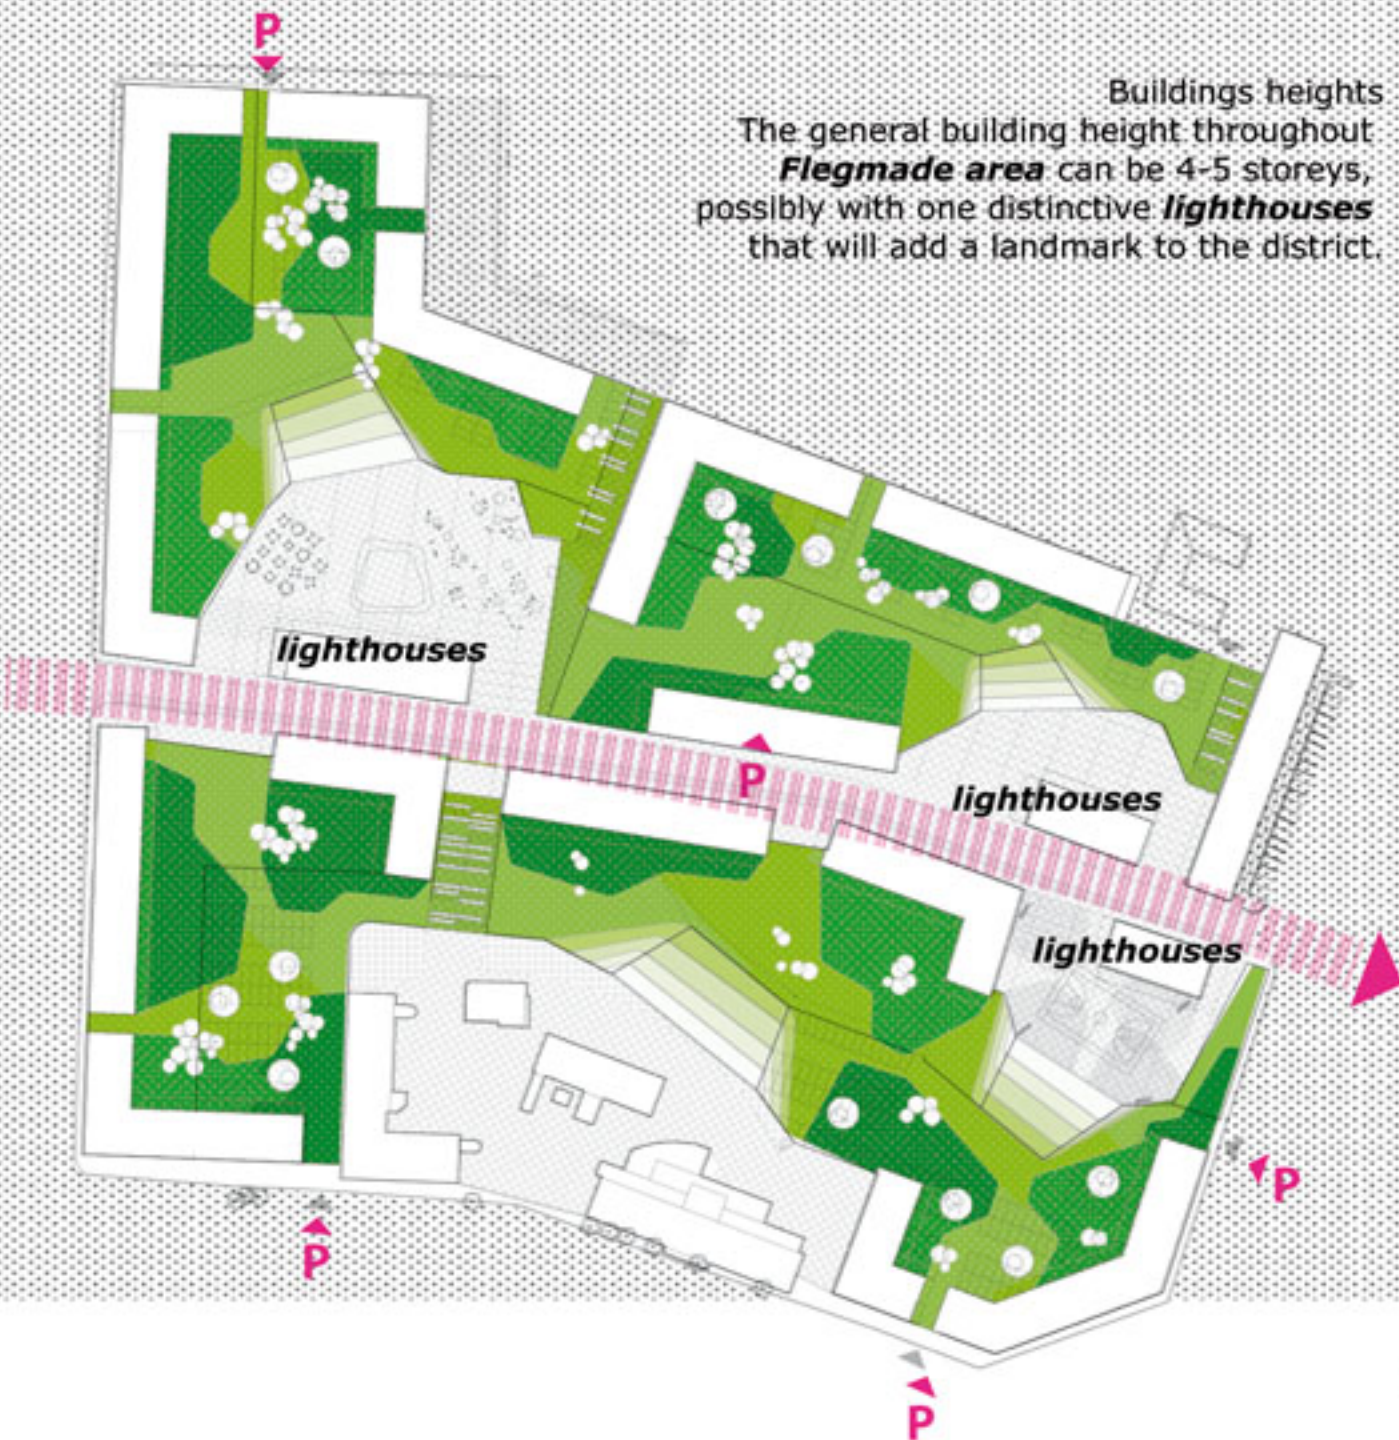 P
Buildings heights
The general building height throughout
Flegmade area can be 4-5 storeys,
possibly with one distinctive lighthouses
that will add a landmark to the district.
lighthouses
P
lighthouses
lighthouses
P
P
P